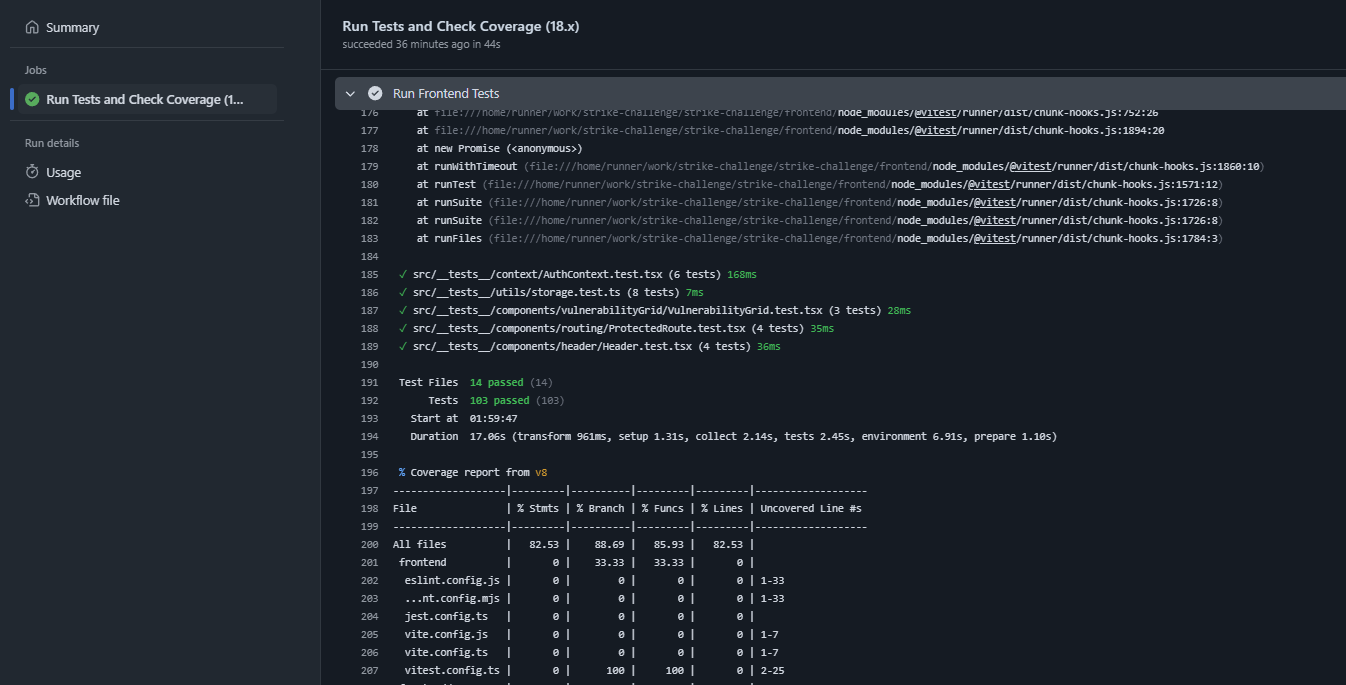 Summary
Jobs
Run Tests and Check Coverage (1...
Run details
Usage
Workflow file
Run Tests and Check Coverage (18.x)
succeeded 36 minutes ago in 44s
Run Frontend Tests
176 at file:///home/runner/work/strike-challenge/strike-challenge/frontend/node_modules/@vitest/runner/dist/chunk-hooks.js:752:26
177 at file:///home/runner/work/strike-challenge/strike-challenge/frontend/node_modules/@vitest/runner/dist/chunk-hooks.js:1894:20
178 at new Promise (<anonymous>)
179 at runWithTimeout (file:///home/runner/work/strike-challenge/strike-challenge/frontend/node_modules/@vitest/runner/dist/chunk-hooks.js:1860:10)
180 at runTest (file:///home/runner/work/strike-challenge/strike-challenge/frontend/node_modules/@vitest/runner/dist/chunk-hooks.js:1571:12)
181 at runSuite (file:///home/runner/work/strike-challenge/strike-challenge/frontend/node_modules/@vitest/runner/dist/chunk-hooks.js:1726:8)
182 at runSuite (file:///home/runner/work/strike-challenge/strike-challenge/frontend/node_modules/@vitest/runner/dist/chunk-hooks.js:1726:8)
183 at runFiles (file:///home/runner/work/strike-challenge/strike-challenge/frontend/node_modules/@vitest/runner/dist/chunk-hooks.js:1784:3)
184
185 ✓ src/__tests__/context/AuthContext.test.tsx (6 tests) 168ms
186 ✓ src/__tests__/utils/storage.test.ts (8 tests) 7ms
187 ✓ src/__tests__/components/vulnerabilityGrid/VulnerabilityGrid.test.tsx (3 tests) 28ms
188 ✓ src/__tests__/components/routing/ProtectedRoute.test.tsx (4 tests) 35ms
189 ✓ src/__tests__/components/header/Header.test.tsx (4 tests) 36ms
190
191 Test Files 14 passed (14)
192 Tests 103 passed (103)
193 Start at 01:59:47
194 Duration 17.06s (transform 961ms, setup 1.31s, collect 2.14s, tests 2.45s, environment 6.91s, prepare 1.10s)
195
196 % Coverage report from v8
197 -------------------|---------|----------|---------|---------|-------------------
198 File | % Stmts | % Branch | % Funcs | % Lines | Uncovered Line #s
199 -------------------|---------|----------|---------|---------|-------------------
200 All files | 82.53 | 88.69 | 85.93 | 82.53 |
201 frontend | 0 | 33.33 | 33.33 | 0 |
202 eslint.config.js | 0 | 0 | 0 | 0 | 1-33
203 ...nt.config.mjs | 0 | 0 | 0 | 0 | 1-33
204 jest.config.ts | 0 | 0 | 0 | 0 |
205 vite.config.js | 0 | 0 | 0 | 0 | 1-7
206 vite.config.ts | 0 | 0 | 0 | 0 | 1-7
207 vitest.config.ts | 0 | 100 | 100 | 0 | 2-25